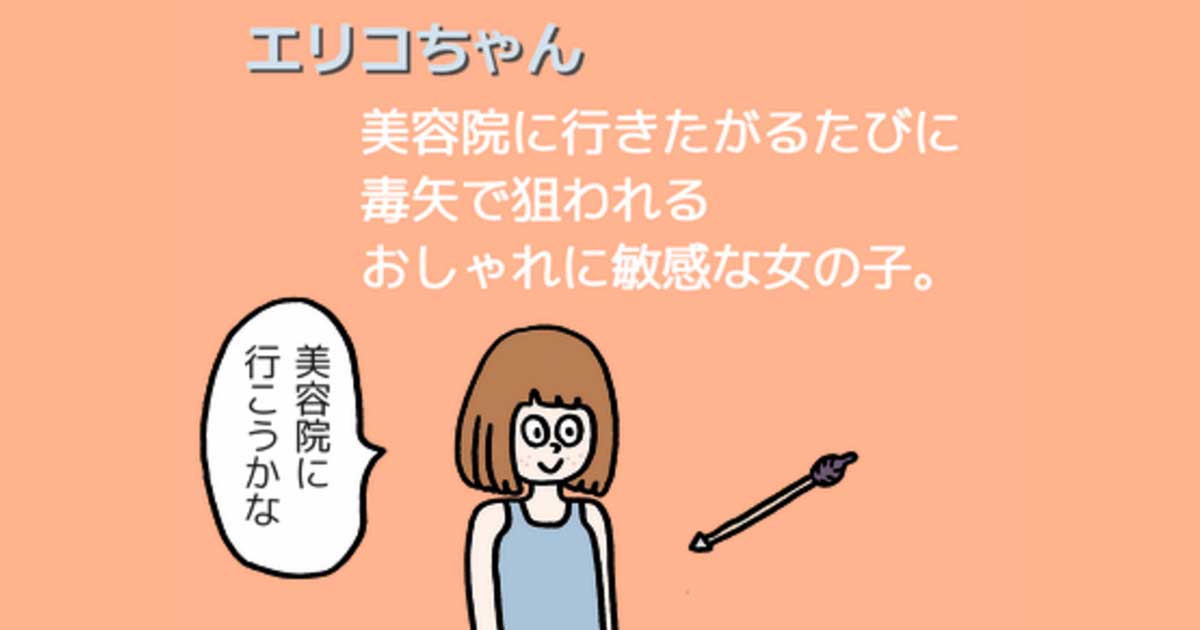 エリコちゃん
美容院に行きたがるたびに
毒矢で狙われる
おしゃれに敏感な女の子。
美容院に
行こうかな